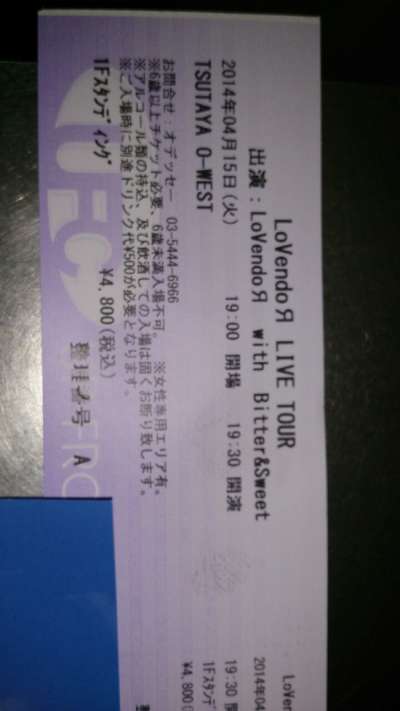 LoVendoЯ LIVE TOUR
出演：LoVendoЯ with Bitter&Sweet
2014年04月15日(火) 19:00 開場 19:30 開演
TSUTAYA O-WEST
お問合せ：オデッセー 03-5444-6966
※6歳以上チケット必要、6歳未満入場不可。 ※女性専用エリア有。
※アルコール類の持込、及び飲酒しての入場は固くお断り致します。
※ご入場時に別途ドリンク代¥500が必要となります。
1Fスタンディング ¥4,800(税込)
整理番号 A
LoVen
2014年04
19:30 開
1Fスタンデ
¥4,800(